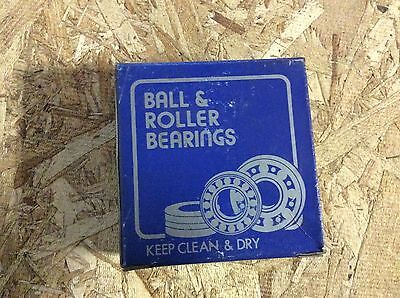 BALL &
ROLLER
BEARINGS
KEEP CLEAN & DRY